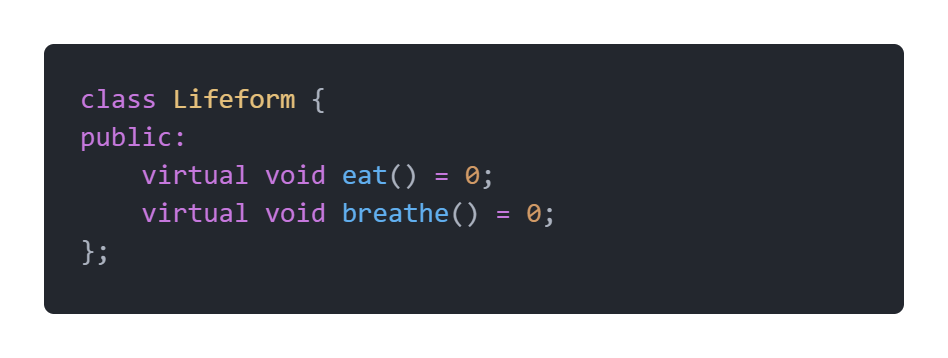 class Lifeform {
public:
    virtual void eat() = 0;
    virtual void breathe() = 0;
};